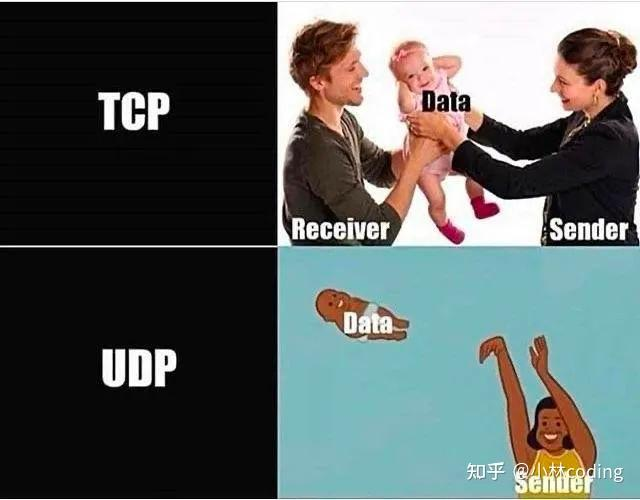 TCP
Data
Receiver
Sender
UDP
Data
Sender
知乎 @小林coding